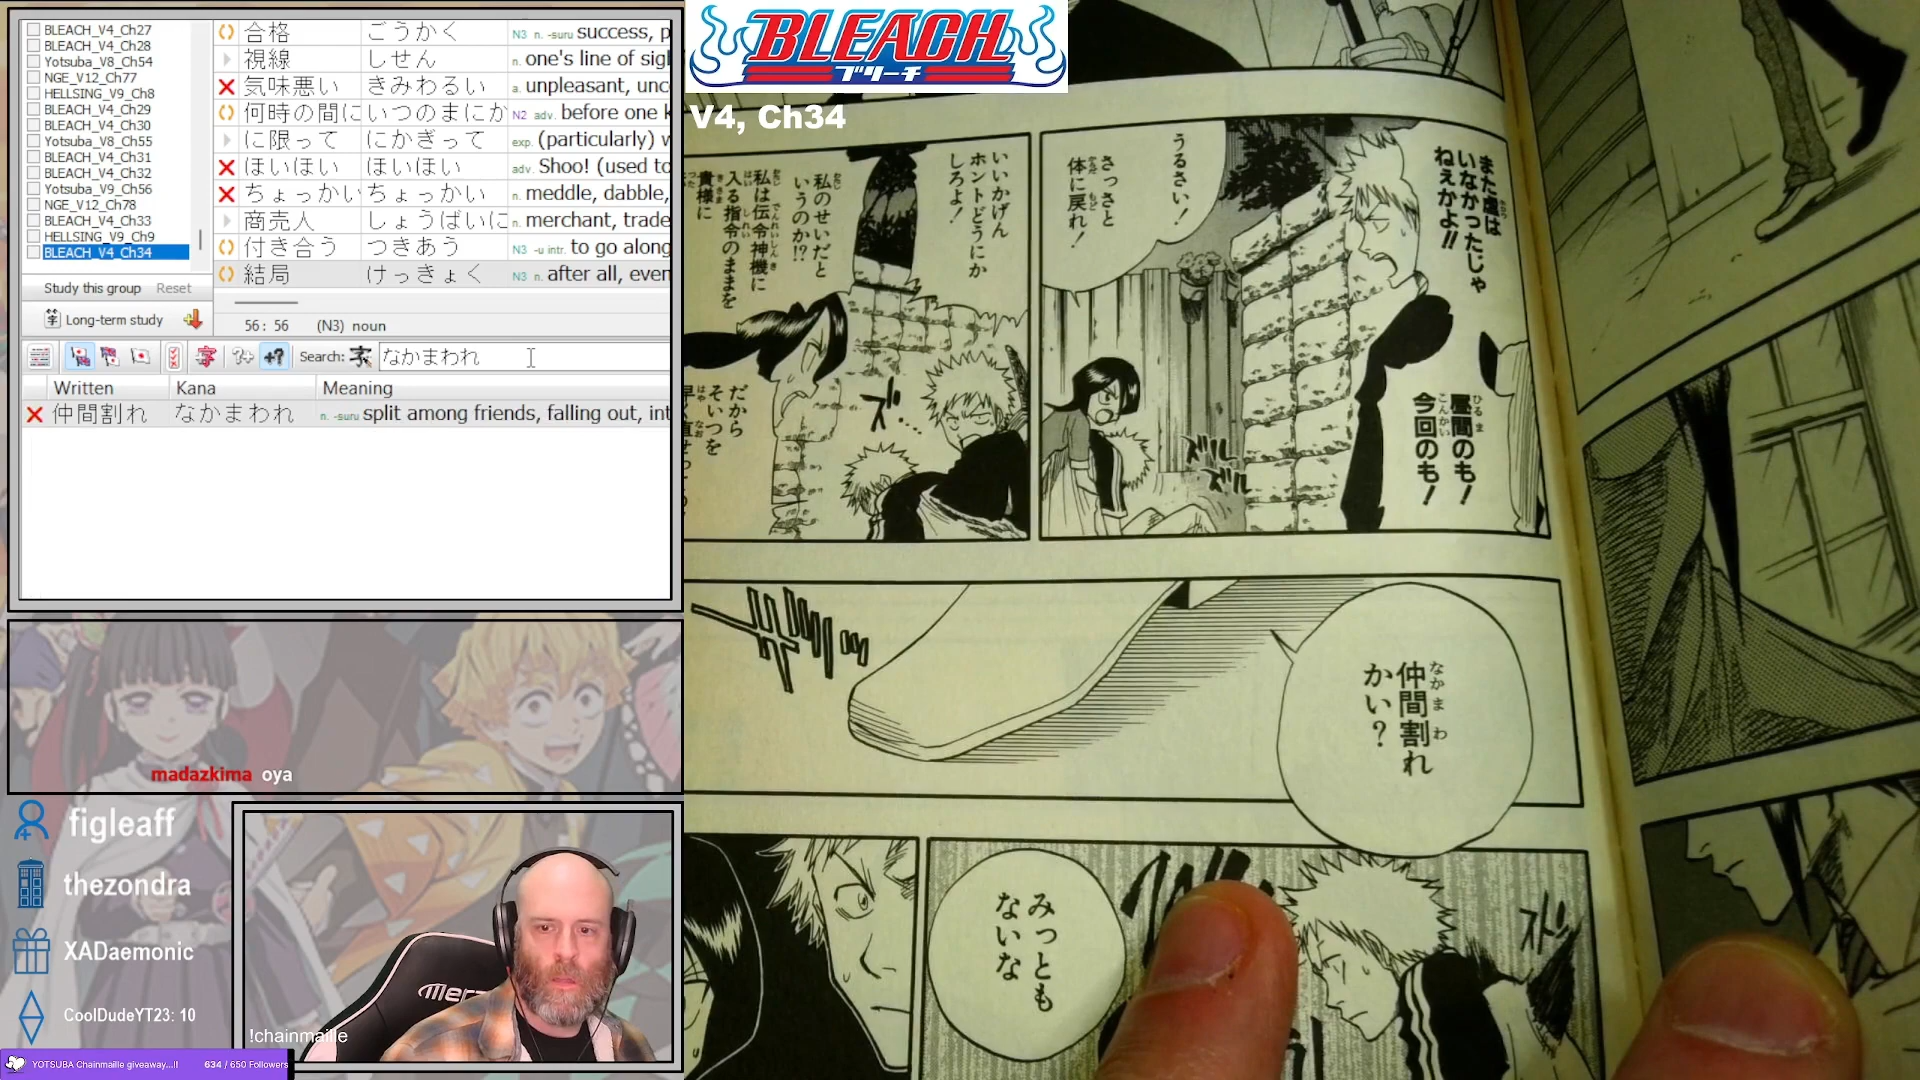 BLEACH_V4_Ch27
BLEACH_V4_Ch28
Yotsuba_V8_Ch54
NGE_V12_Ch77
HELLSING_V9_Ch8
BLEACH_V4_Ch29
BLEACH_V4_Ch30
Yotsuba_V8_Ch55
BLEACH_V4_Ch31
BLEACH_V4_Ch32
Yotsuba_V9_Ch56
NGE_V12_Ch78
BLEACH_V4_Ch33
HELLSING_V9_Ch9
BLEACH_V4_Ch34
Study this group Reset
Long-term study
合格 ごうかく N3 n. -suru success, p
視線 しせん n. one's line of sig
気味悪い きみわるい a. unpleasant, unc
何時の間に いつのまにか N2 adv. before one k
に限って にかぎって exp. (particularly) w
ほいほい ほいほい adv. Shoo! (used to
ちょっかい ちょっかい n. meddle, dabble,
商売人 しょうばいに n. merchant, trade
付き合う つきあう N3 -u intr. to go along
結局 けっきょく N3 n. after all, even
56: 56 (N3) noun
Search: なかまわれ
Written Kana Meaning
仲間割れ なかまわれ n. -suru split among friends, falling out, int
madazkima oya
figleaff
thezondra
XADaemonic
CoolDudeYT23: 10
YOTSUBA Chainmaille giveaway...!! 634 / 650 Followers
!chainmaille
BLEACH
ブリーチ
V4, Ch34
また虚は
いなかったじゃ
ねえかよ!!
昼間のも!
今回のも!
うるさい!
さっさと
体に戻れ!
いいかげん
ホントどうにか
しろよ!
私のせいだと
いうのか!?
私は伝令神機に
入る指令のままを
貴様に
だから
そいつを
ズ…
ズル
ズル
仲間割れ
かい?
みっとも
ないな